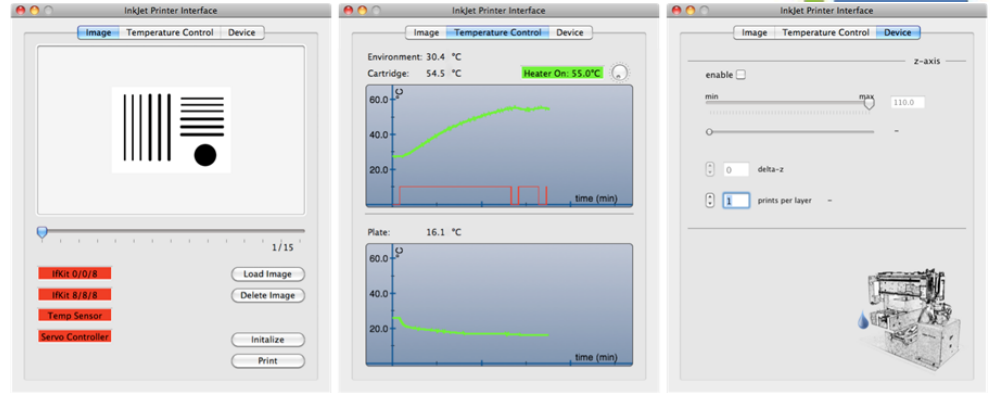 InkJet Printer Interface
Image Temperature Control Device
1/15
IfKit 0/0/8
Load Image
IfKit 8/8/8
Delete Image
Temp Sensor
Servo Controller
Initalize
Print
InkJet Printer Interface
Image Temperature Control Device
Environment: 30.4 °C
Cartridge: 54.5 °C
Heater On: 55.0°C
°C
60.0
40.0
20.0
time (min)
Plate: 16.1 °C
°C
60.0
40.0
20.0
time (min)
InkJet Printer Interface
Image Temperature Control Device
z-axis
enable
min max
110.0
-
0 delta-z
1 prints per layer -